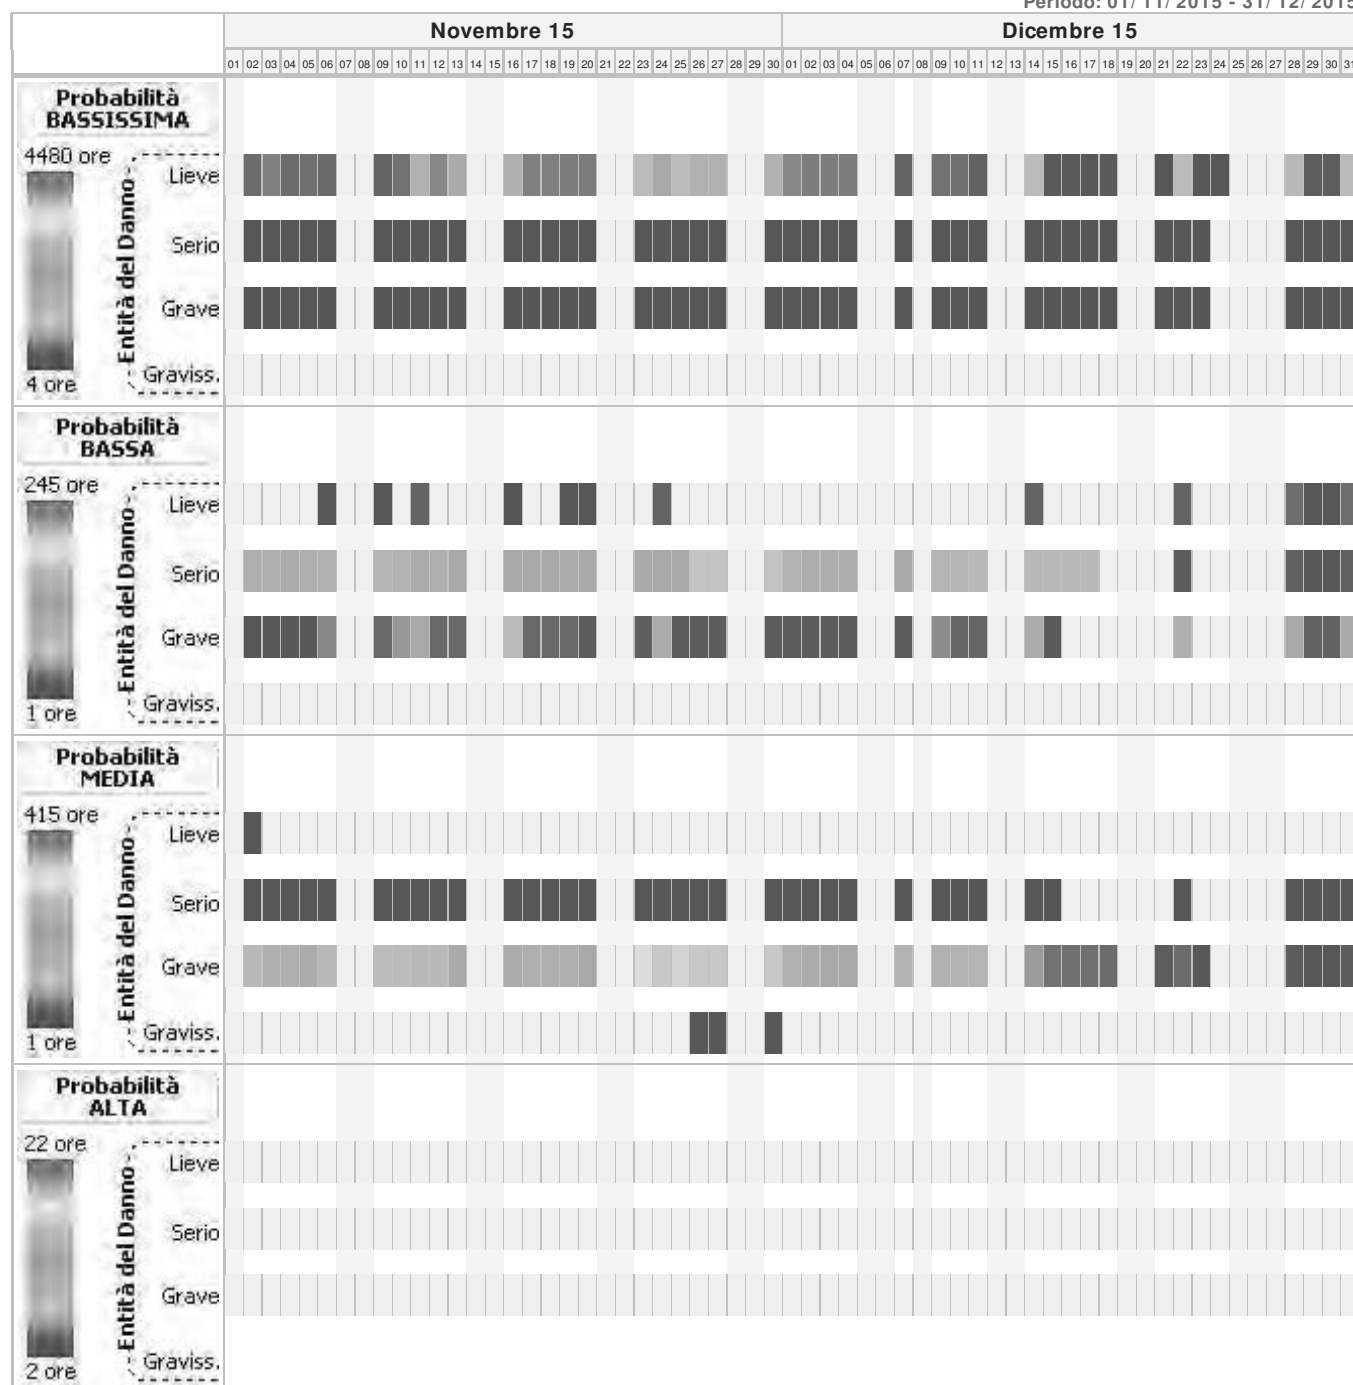 Periodo: 01/11/2015 - 31/12/2015
Novembre 15 Dicembre 15
01 02 03 04 05 06 07 08 09 10 11 12 13 14 15 16 17 18 19 20 21 22 23 24 25 26 27 28 29 30 01 02 03 04 05 06 07 08 09 10 11 12 13 14 15 16 17 18 19 20 21 22 23 24 25 26 27 28 29 30 31
Probabilità
BASSISSIMA
4480 ore
Entità del Danno
Lieve
Serio
Grave
Graviss.
4 ore
Probabilità
BASSA
245 ore
Entità del Danno
Lieve
Serio
Grave
Graviss.
1 ore
Probabilità
MEDIA
415 ore
Entità del Danno
Lieve
Serio
Grave
Graviss.
1 ore
Probabilità
ALTA
22 ore
Entità del Danno
Lieve
Serio
Grave
Graviss.
2 ore